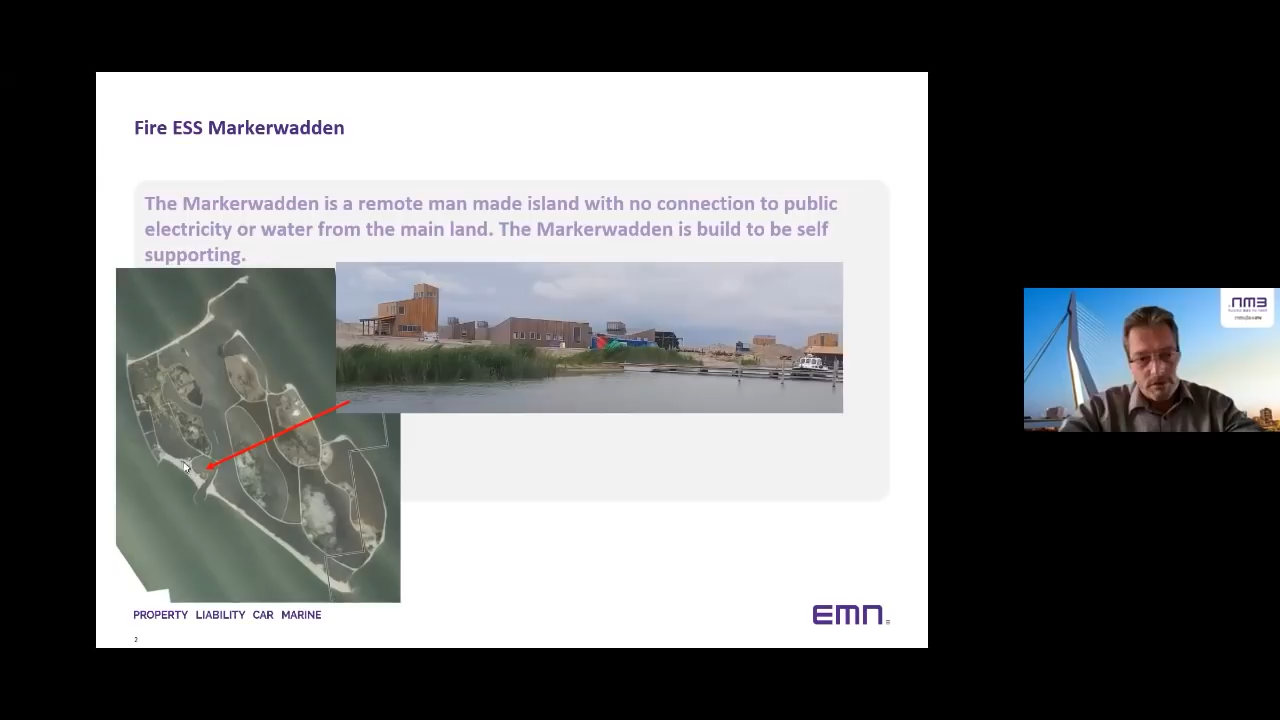 Fire ESS Markerwadden
The Markerwadden is a remote man made island with no connection to public
electricity or water from the main land. The Markerwadden is build to be self
supporting.
PROPERTY LIABILITY CAR MARINE
EMN
2